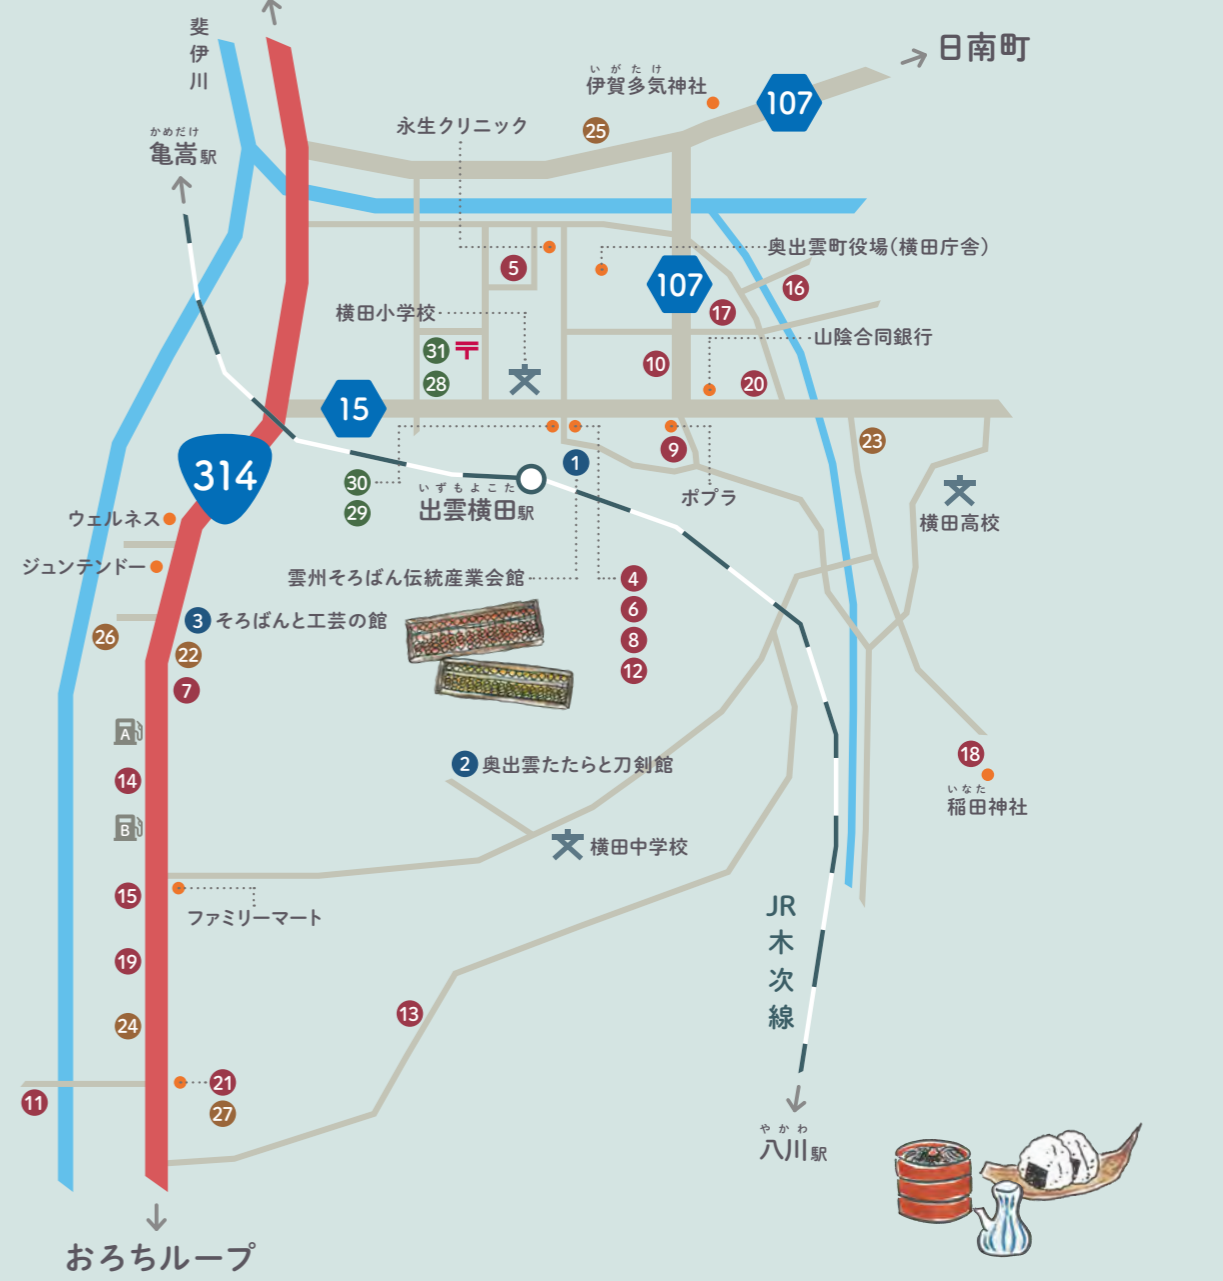 斐伊川
日南町
いがたけ
伊賀多気神社
107
25
永生クリニック
かめだけ
亀嵩駅
奥出雲町役場(横田庁舎)
5
107
16
17
横田小学校
山陰合同銀行
31
10
28
20
15
23
9
1
314
30
いずもよこた
出雲横田駅
29
ポプラ
横田高校
ウェルネス
ジュンテンドー
雲州そろばん伝統産業会館
4
6
8
12
3 そろばんと工芸の館
26
22
7
A
14
B
2 奥出雲たたらと刀剣館
18
いなた
稲田神社
横田中学校
15
ファミリーマート
JR木次線
19
13
24
21
27
11
やかわ
八川駅
おろちループ